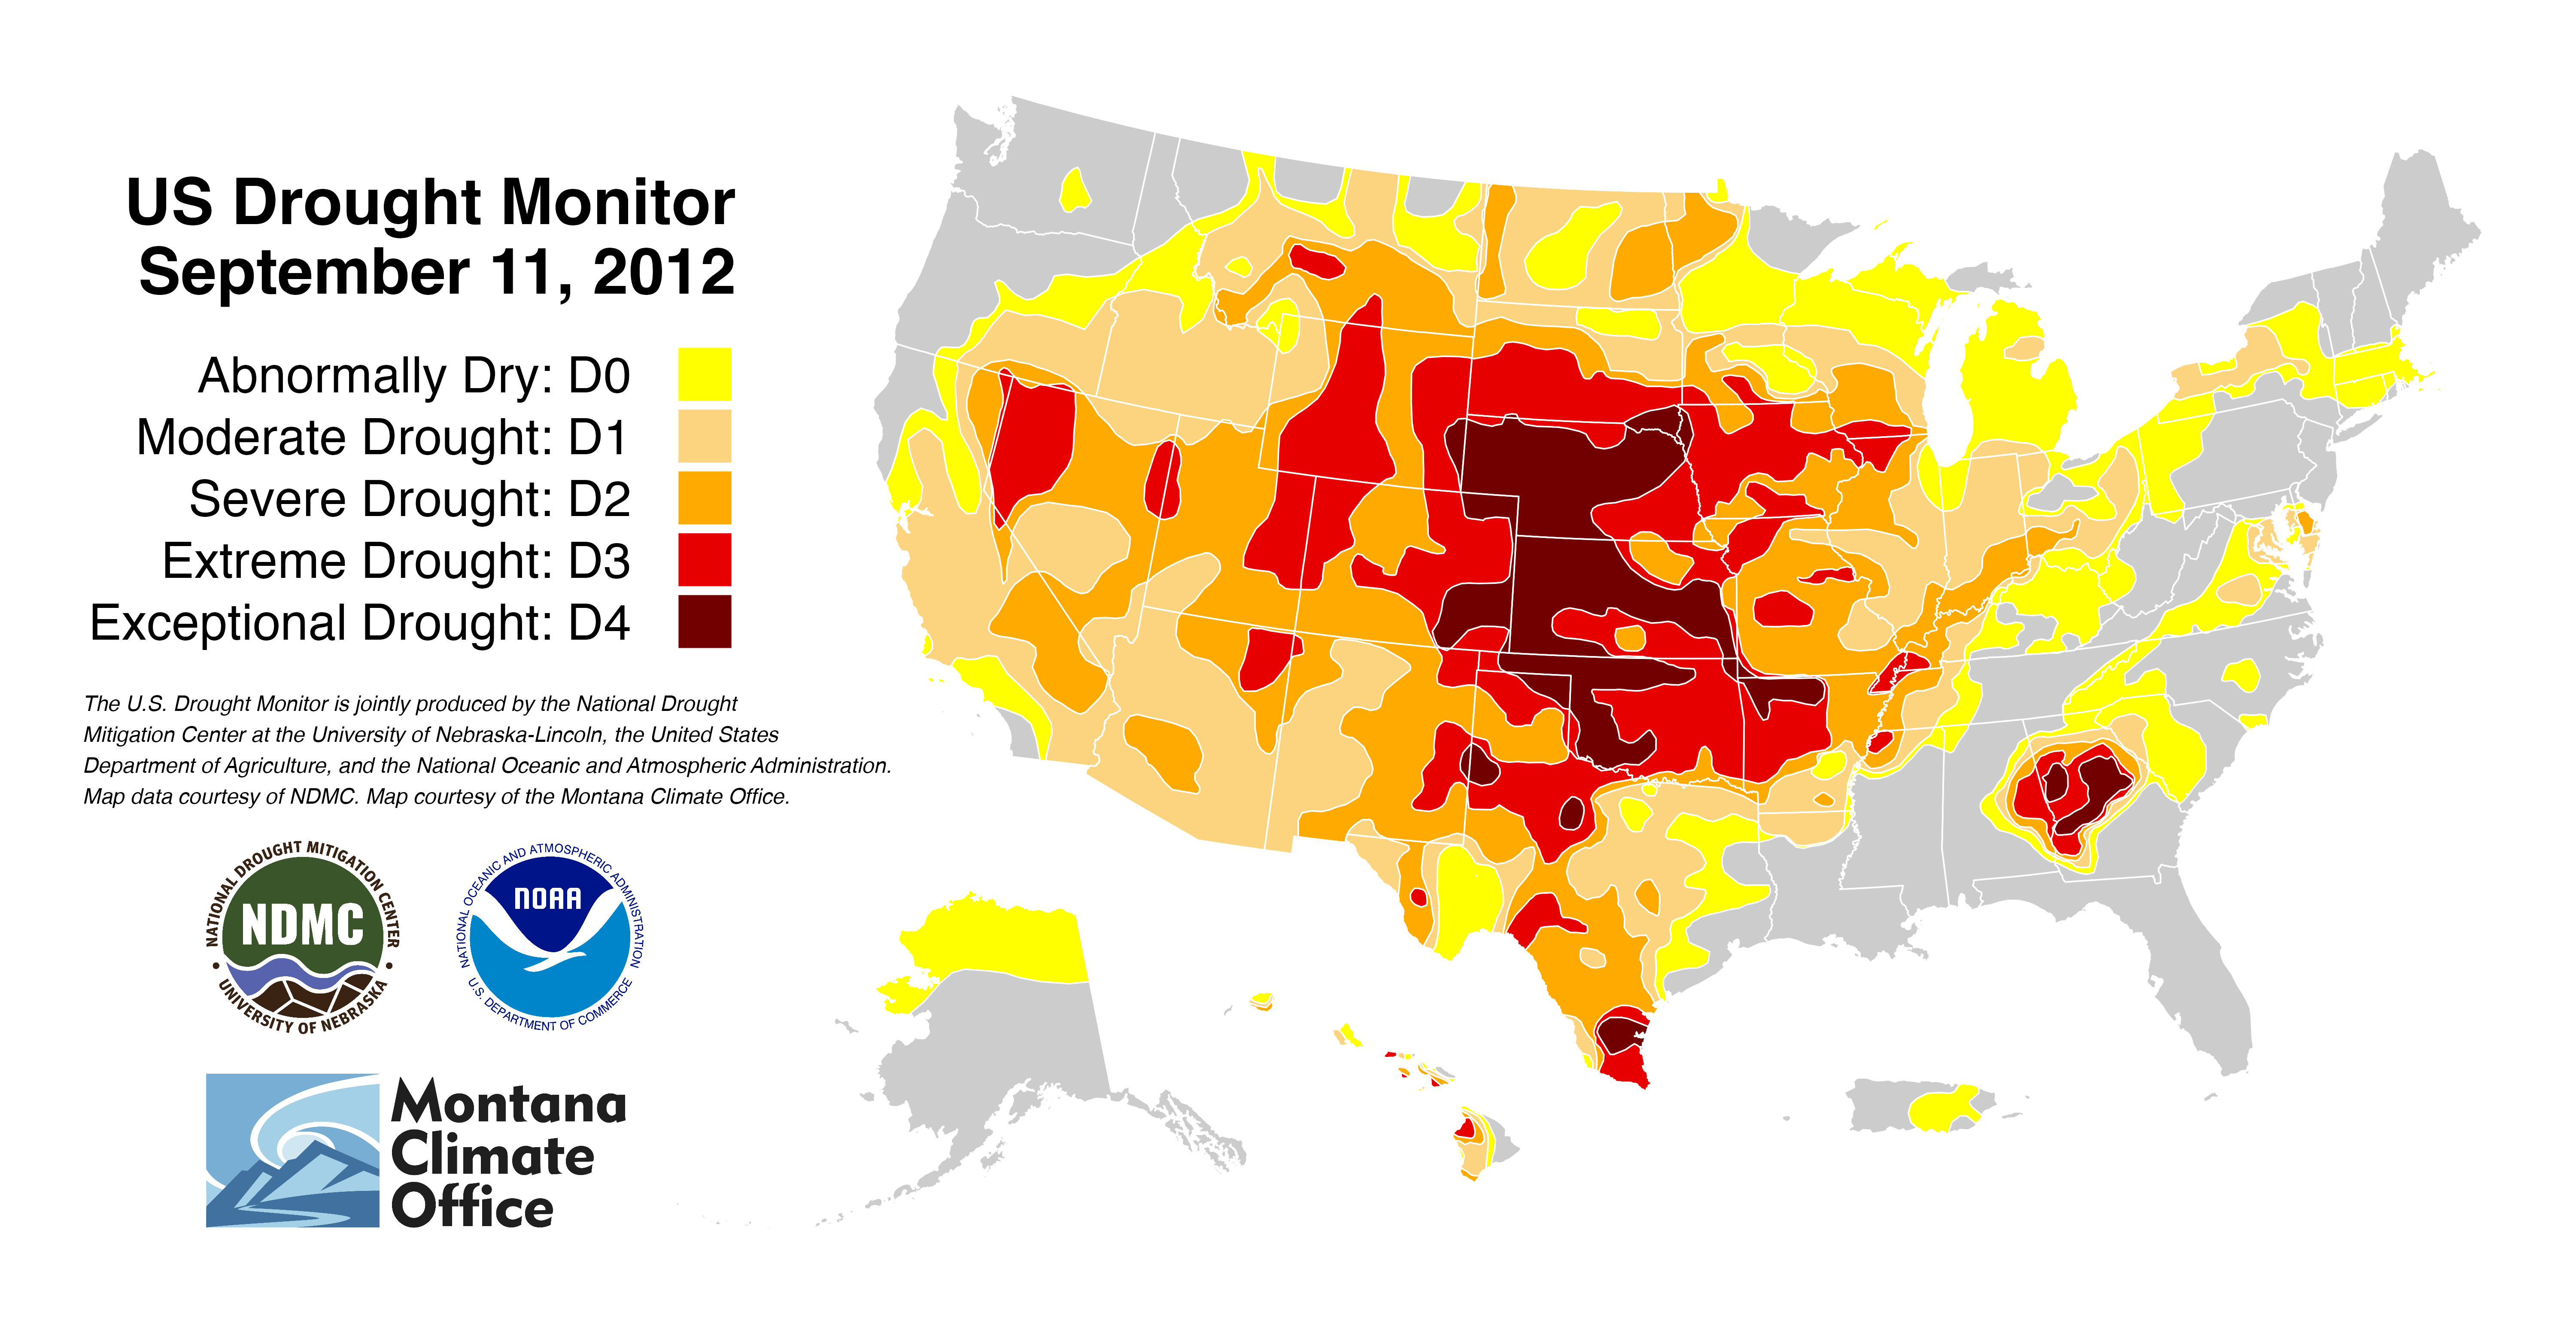 US Drought Monitor
September 11, 2012
Abnormally Dry: D0
Moderate Drought: D1
Severe Drought: D2
Extreme Drought: D3
Exceptional Drought: D4
The U.S. Drought Monitor is jointly produced by the National Drought
Mitigation Center at the University of Nebraska-Lincoln, the United States
Department of Agriculture, and the National Oceanic and Atmospheric Administration.
Map data courtesy of NDMC. Map courtesy of the Montana Climate Office.
NATIONAL DROUGHT MITIGATION CENTER
NDMC
UNIVERSITY OF NEBRASKA
NATIONAL OCEANIC AND ATMOSPHERIC ADMINISTRATION
NOAA
U.S. DEPARTMENT OF COMMERCE
Montana
Climate
Office